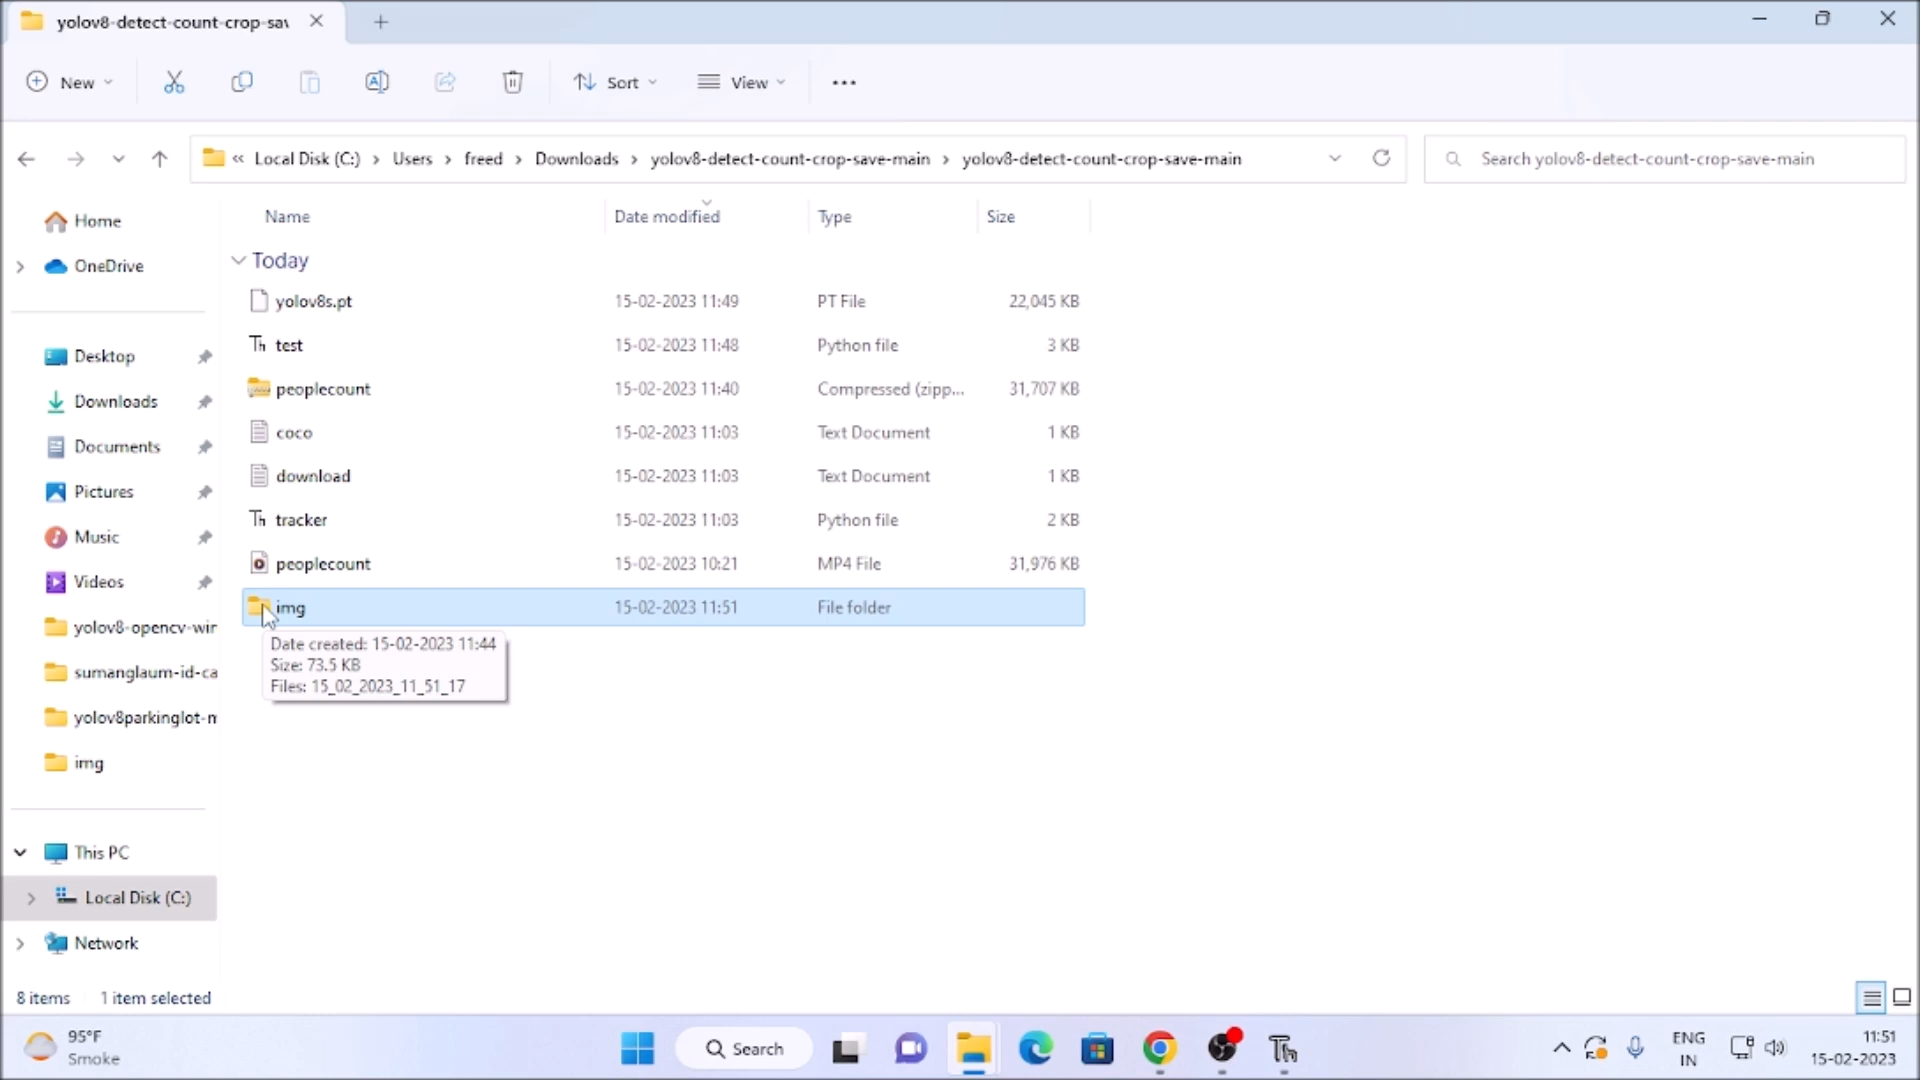 yolov8-detect-count-crop-sav
New
Sort
View
« Local Disk (C:) > Users > freed > Downloads > yolov8-detect-count-crop-save-main > yolov8-detect-count-crop-save-main
Search yolov8-detect-count-crop-save-main
Name Date modified Type Size
Home
OneDrive
Desktop
Downloads
Documents
Pictures
Music
Videos
yolov8-opencv-wir
sumanglaum-id-ca
yolov8parkinglot-m
img
This PC
Local Disk (C:)
Network
Today
yolov8s.pt 15-02-2023 11:49 PT File 22,045 KB
test 15-02-2023 11:48 Python file 3 KB
peoplecount 15-02-2023 11:40 Compressed (zipp... 31,707 KB
coco 15-02-2023 11:03 Text Document 1 KB
download 15-02-2023 11:03 Text Document 1 KB
tracker 15-02-2023 11:03 Python file 2 KB
peoplecount 15-02-2023 10:21 MP4 File 31,976 KB
img 15-02-2023 11:51 File folder
Date created: 15-02-2023 11:44
Size: 73.5 KB
Files: 15_02_2023_11_51_17
8 items 1 item selected
95°F
Smoke
Search
ENG
IN
11:51
15-02-2023